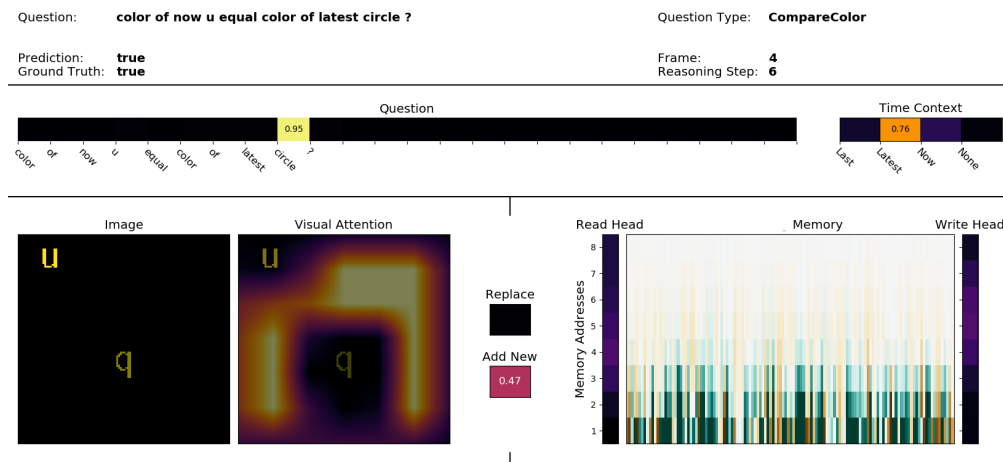 Question: color of now u equal color of latest circle ?
Question Type: CompareColor
Prediction: true
Ground Truth: true
Frame: 4
Reasoning Step: 6
Question
0.95
color of now u equal color of latest circle ?
Time Context
0.76
Last Latest Now None
Image
u
q
Visual Attention
u
q
Replace
Add New
0.47
Read Head
Memory
Write Head
Memory Addresses
8
7
6
5
4
3
2
1